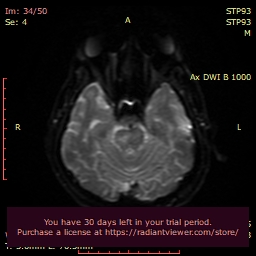 Im: 34/50
STP93
Se: 4
A
STP93
M
Ax DWI B 1000
R
L
You have 30 days left in your trial period.
Purchase a license at https://radiantviewer.com/store/